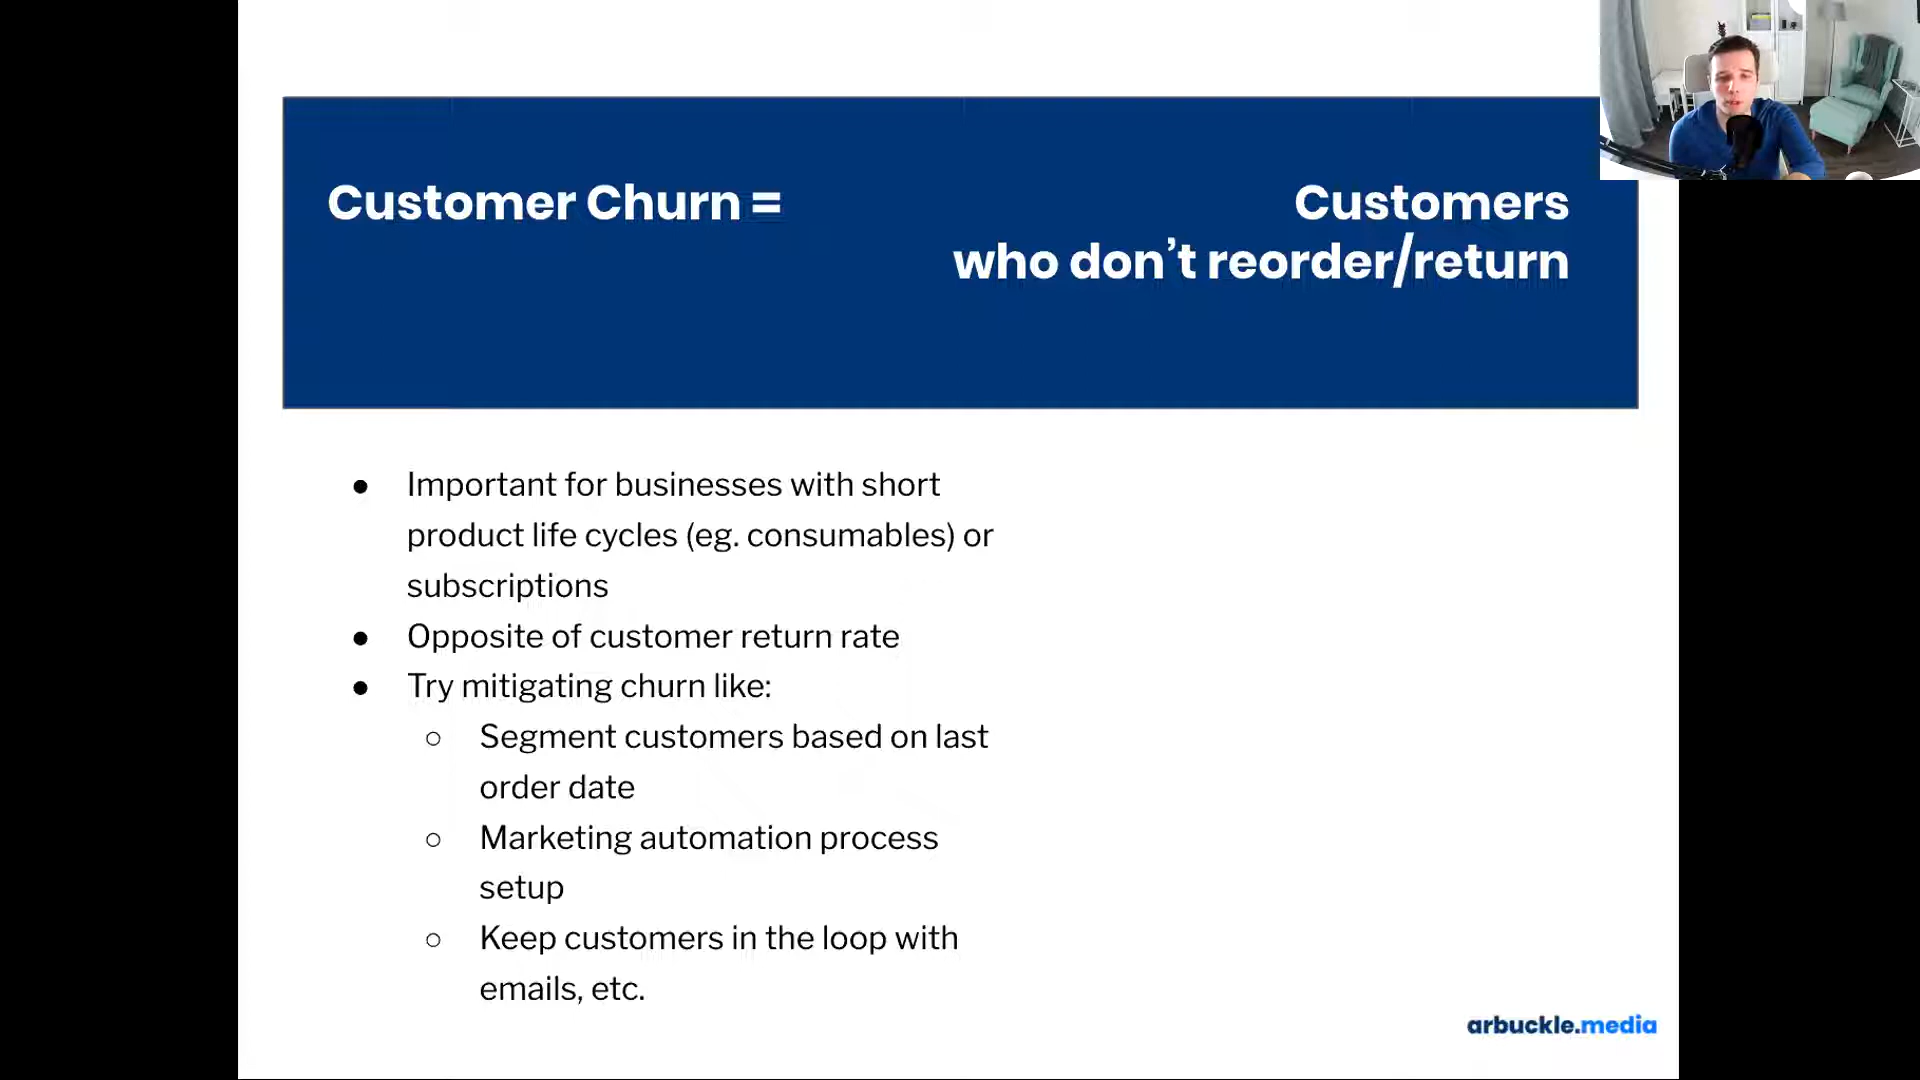 Customer Churn =
Customers
who don’t reorder/return
● Important for businesses with short
product life cycles (eg. consumables) or
subscriptions
● Opposite of customer return rate
● Try mitigating churn like:
○ Segment customers based on last
order date
○ Marketing automation process
setup
○ Keep customers in the loop with
emails, etc.
arbuckle.media